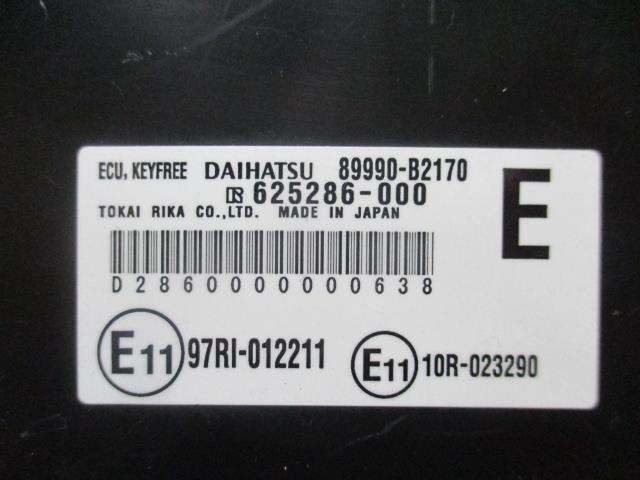 ECU, KEYFREE DAIHATSU 89990-B2170
625286-000
TOKAI RIKA CO.,LTD. MADE IN JAPAN
E
D2860000000638
E11 97RI-012211
E11 10R-023290